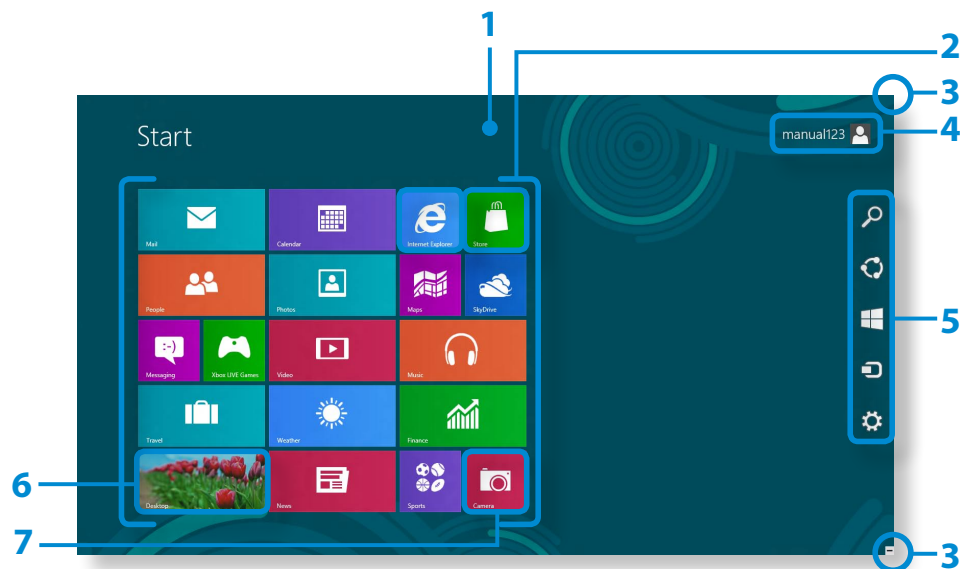 1
2
3
Start
manual123
4
Mail
Calendar
Internet Explorer
Store
People
Photos
Maps
SkyDrive
5
Messaging
Xbox LIVE Games
Video
Music
Travel
Weather
Finance
6
Desktop
News
Sports
Camera
7
3